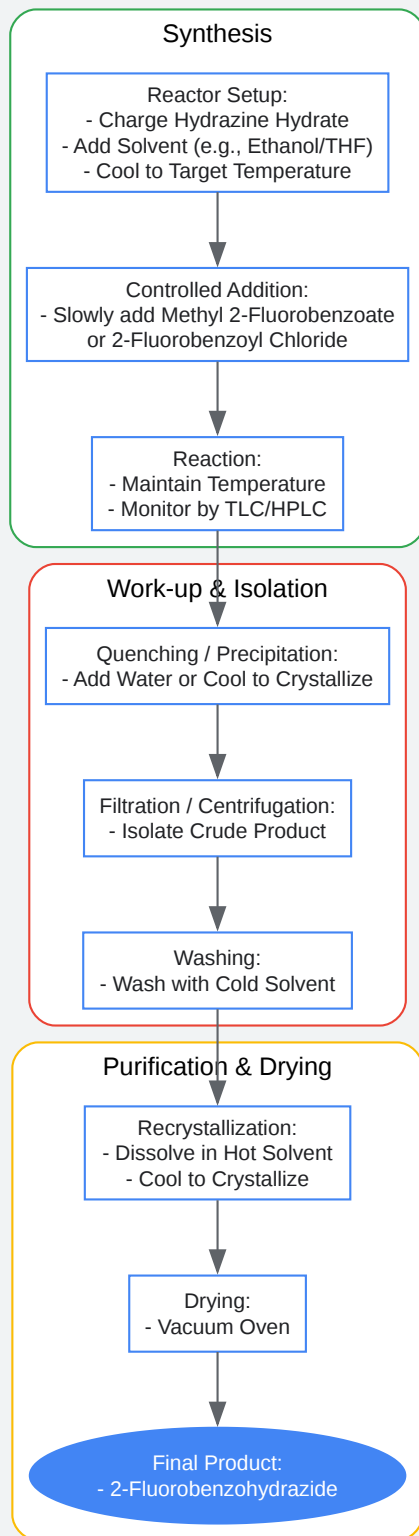 Synthesis
Reactor Setup:
- Charge Hydrazine Hydrate
- Add Solvent (e.g., Ethanol/THF)
- Cool to Target Temperature
Controlled Addition:
- Slowly add Methyl 2-Fluorobenzoate
or 2-Fluorobenzoyl Chloride
Reaction:
- Maintain Temperature
- Monitor by TLC/HPLC
Work-up & Isolation
Quenching / Precipitation:
- Add Water or Cool to Crystallize
Filtration / Centrifugation:
- Isolate Crude Product
Washing:
- Wash with Cold Solvent
Purification & Drying
Recrystallization:
- Dissolve in Hot Solvent
- Cool to Crystallize
Drying:
- Vacuum Oven
Final Product:
- 2-Fluorobenzohydrazide